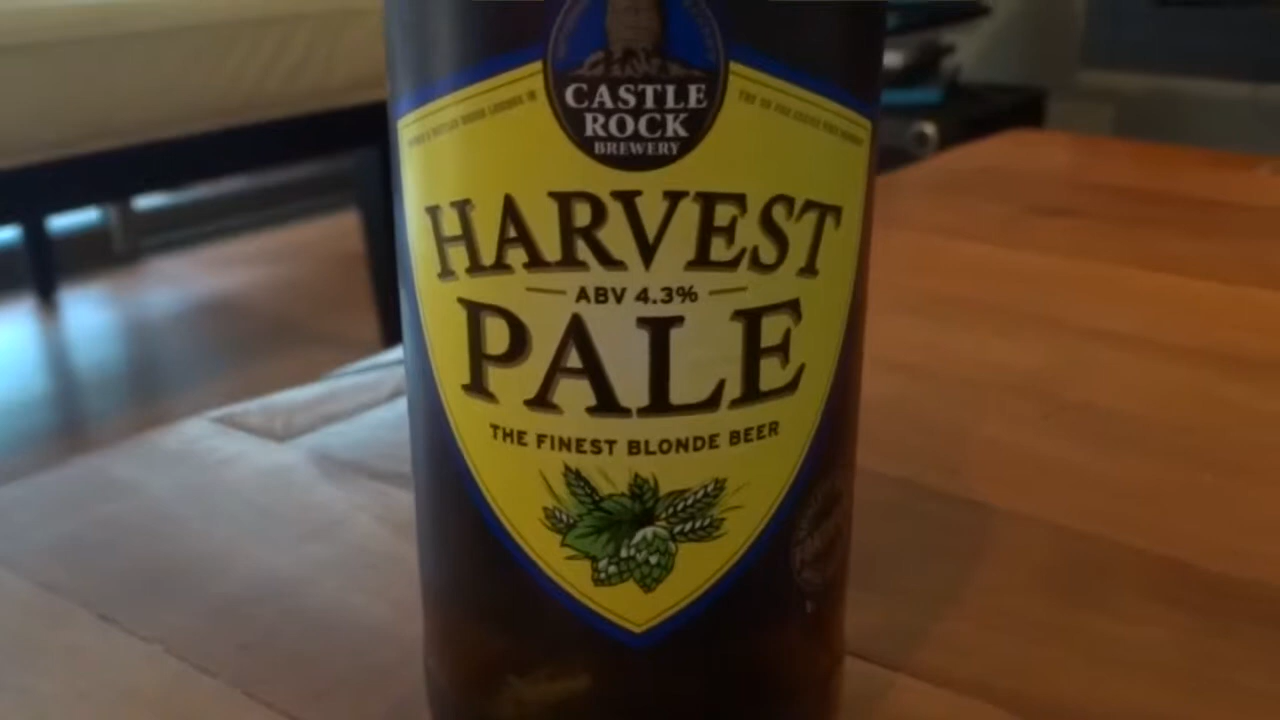 CASTLE
ROCK
BREWERY
HARVEST
ABV 4.3%
PALE
THE FINEST BLONDE BEER